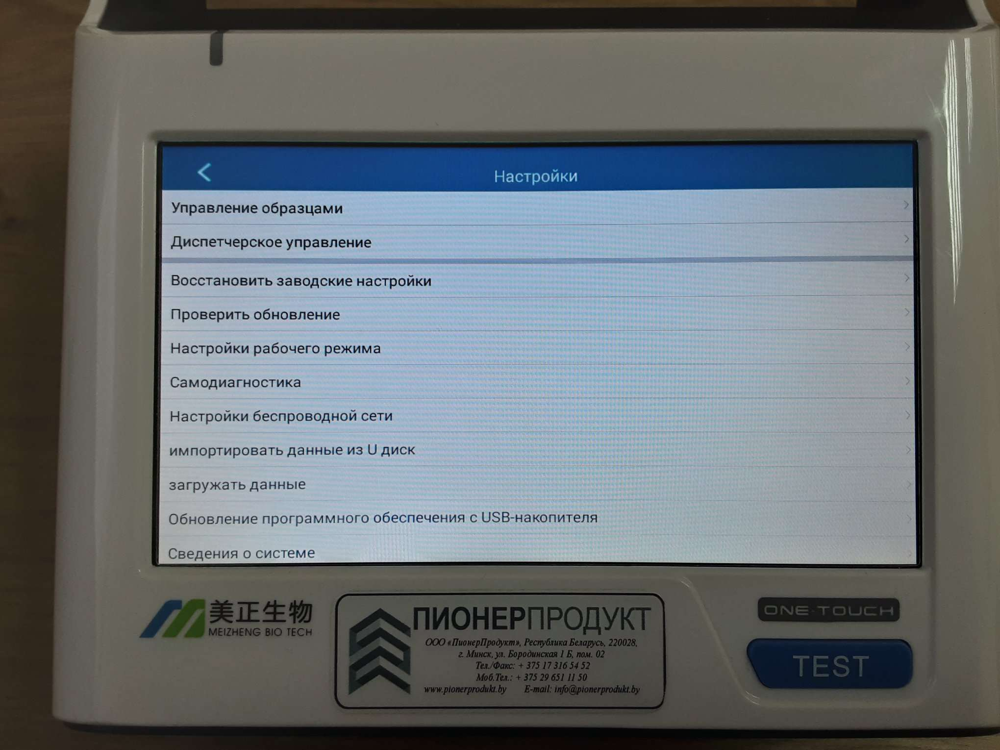 Настройки
Управление образцами
Диспетчерское управление
Восстановить заводские настройки
Проверить обновление
Настройки рабочего режима
Самодиагностика
Настройки беспроводной сети
импортировать данные из U диск
загружать данные
Обновление программного обеспечения с USB-накопителя
Сведения о системе
美正生物
MEIZHENG BIO TECH
ПИОНЕРПРОДУКТ
ООО «ПионерПродукт», Республика Беларусь, 220028,
г. Минск, ул. Бородинская 1 Б, пом. 02
Тел./Факс: + 375 17 316 54 52
Моб.Тел.: + 375 29 651 11 50
www.pionerprodukt.by E-mail: info@pionerprodukt.by
ONE-TOUCH
TEST